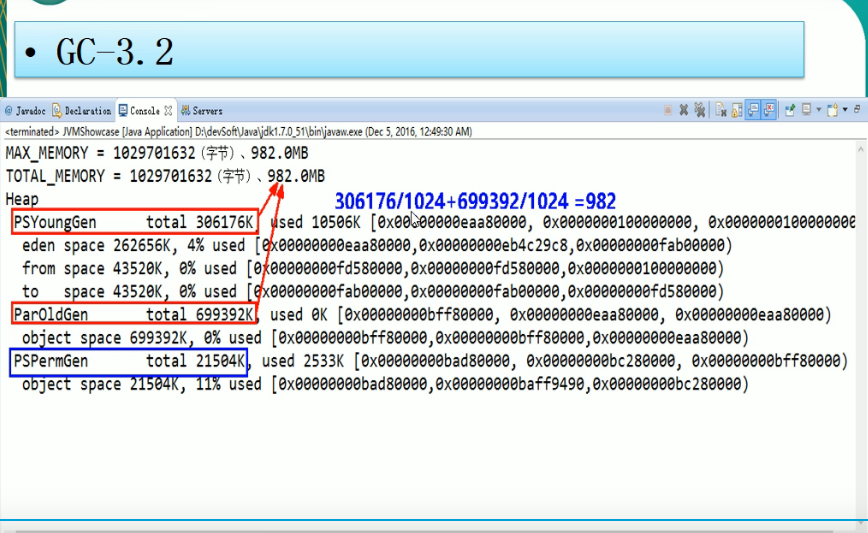 • GC-3.2
@ Javadoc Declaration Console Servers
<terminated> JVMShowcase [Java Application] D:\devSoft\Java\jdk1.7.0_51\bin\javaw.exe (Dec 5, 2016, 12:49:30 AM)
MAX_MEMORY = 1029701632（字节）、982.0MB
TOTAL_MEMORY = 1029701632（字节）、982.0MB
306176/1024+699392/1024 =982
Heap
PSYoungGen total 306176K, used 10506K [0x00000000eaa80000, 0x0000000100000000, 0x0000000100000000
eden space 262656K, 4% used [0x00000000eaa80000,0x00000000eb4c29c8,0x00000000fab00000)
from space 43520K, 0% used [0x00000000fd580000,0x00000000fd580000,0x0000000100000000)
to space 43520K, 0% used [0x00000000fab00000,0x00000000fab00000,0x00000000fd580000)
ParOldGen total 699392K, used 0K [0x00000000bff80000, 0x00000000eaa80000, 0x00000000eaa80000)
object space 699392K, 0% used [0x00000000bff80000,0x00000000bff80000,0x00000000eaa80000)
PSPermGen total 21504K, used 2533K [0x00000000bad80000, 0x00000000bc280000, 0x00000000bff80000)
object space 21504K, 11% used [0x00000000bad80000,0x00000000baff9490,0x00000000bc280000)